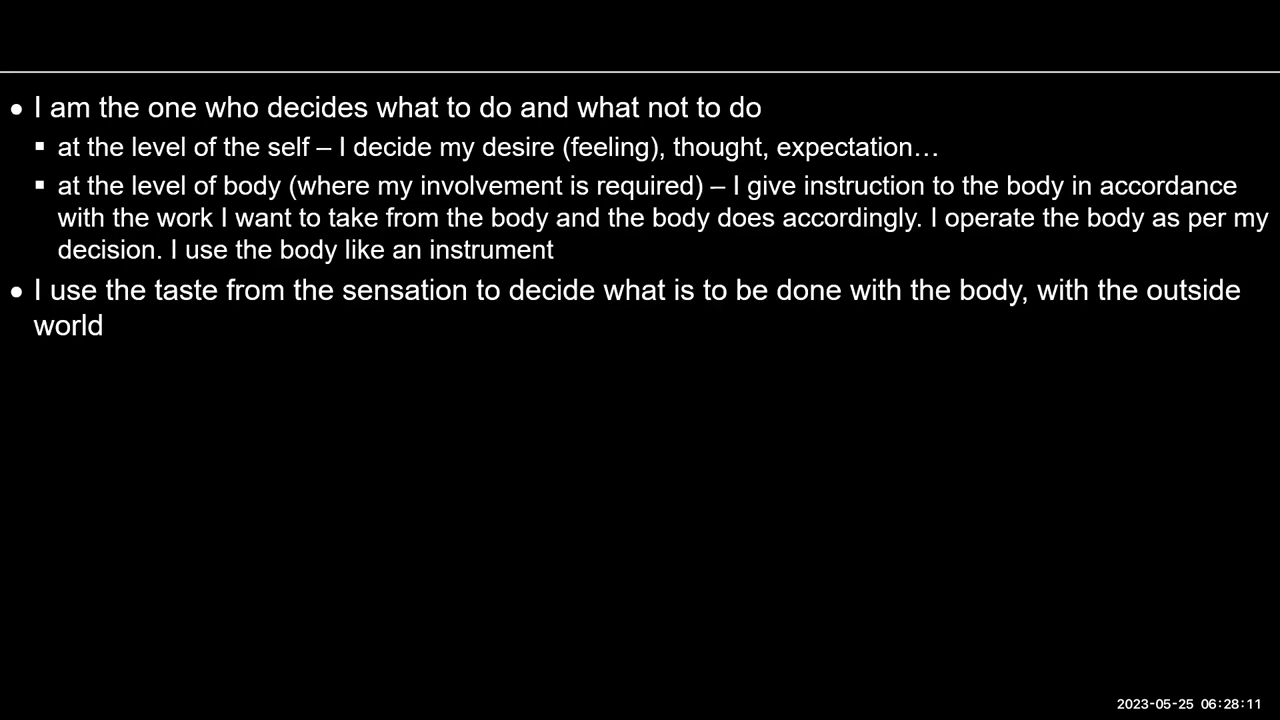 ● I am the one who decides what to do and what not to do
▪ at the level of the self – I decide my desire (feeling), thought, expectation…
▪ at the level of body (where my involvement is required) – I give instruction to the body in accordance
with the work I want to take from the body and the body does accordingly. I operate the body as per my
decision. I use the body like an instrument
● I use the taste from the sensation to decide what is to be done with the body, with the outside
world
2023-05-25 06:28:11